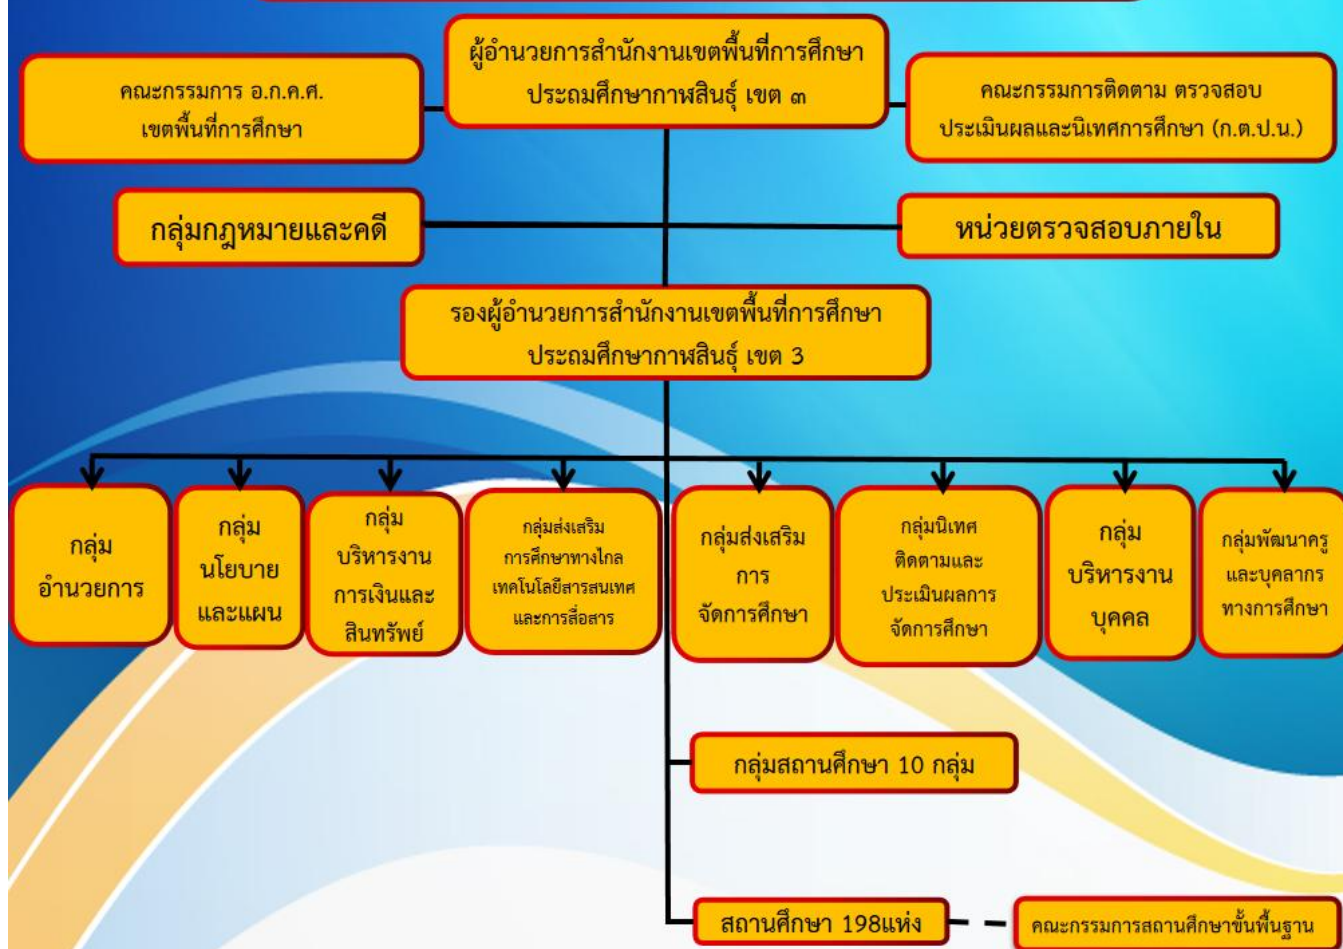 ผู้อำนวยการสำนักงานเขตพื้นที่การศึกษา
ประถมศึกษากาฬสินธุ์ เขต ๓
คณะกรรมการ อ.ก.ค.ศ.
เขตพื้นที่การศึกษา
คณะกรรมการติดตาม ตรวจสอบ
ประเมินผลและนิเทศการศึกษา (ก.ต.ป.น.)
กลุ่มกฎหมายและคดี
หน่วยตรวจสอบภายใน
รองผู้อำนวยการสำนักงานเขตพื้นที่การศึกษา
ประถมศึกษากาฬสินธุ์ เขต 3
กลุ่ม
อำนวยการ
กลุ่ม
นโยบาย
และแผน
กลุ่ม
บริหารงาน
การเงินและ
สินทรัพย์
กลุ่มส่งเสริม
การศึกษาทางไกล
เทคโนโลยีสารสนเทศ
และการสื่อสาร
กลุ่มส่งเสริม
การ
จัดการศึกษา
กลุ่มนิเทศ
ติดตามและ
ประเมินผลการ
จัดการศึกษา
กลุ่ม
บริหารงาน
บุคคล
กลุ่มพัฒนาครู
และบุคลากร
ทางการศึกษา
กลุ่มสถานศึกษา 10 กลุ่ม
สถานศึกษา 198แห่ง
คณะกรรมการสถานศึกษาขั้นพื้นฐาน